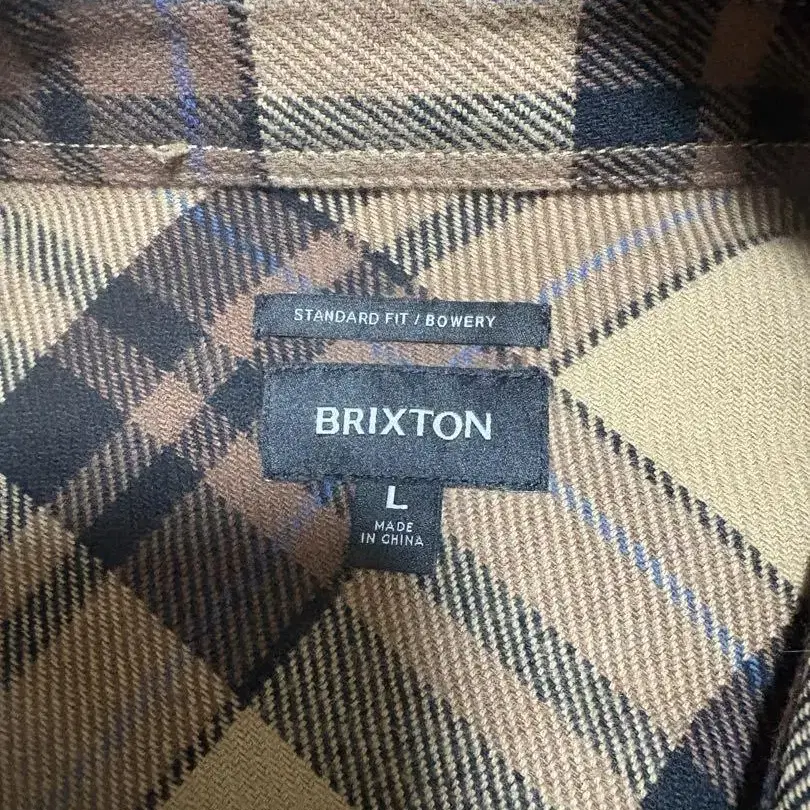 STANDARD FIT / BOWERY
BRIXTON
L
MADE
IN CHINA